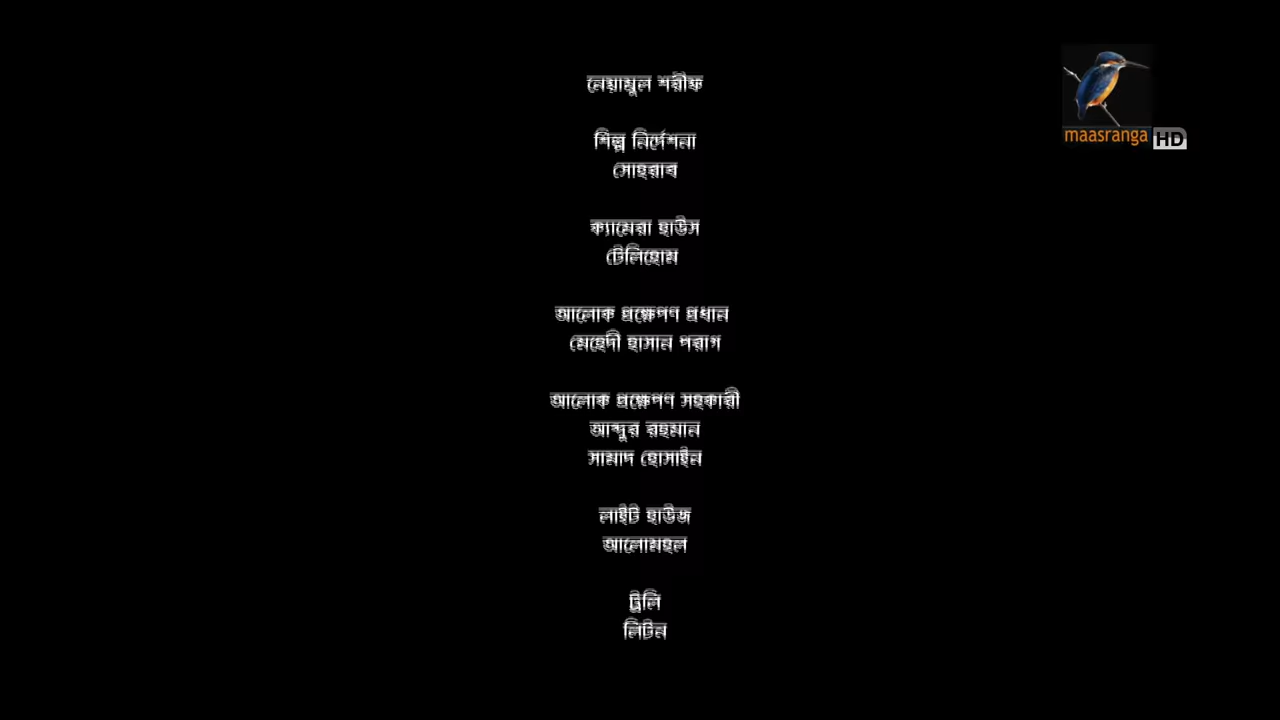 নেয়ামুল শরীফ
শিল্প নির্দেশনা
সোহরাব
ক্যামেরা হাউস
টেলিহোম
আলোক প্রক্ষেপণ প্রধান
মেহেদী হাসান পরাগ
আলোক প্রক্ষেপণ সহকারী
আব্দুর রহমান
সামাদ হোসাইন
লাইট হাউজ
আলোমহল
ট্রলি
লিটন
maasranga HD